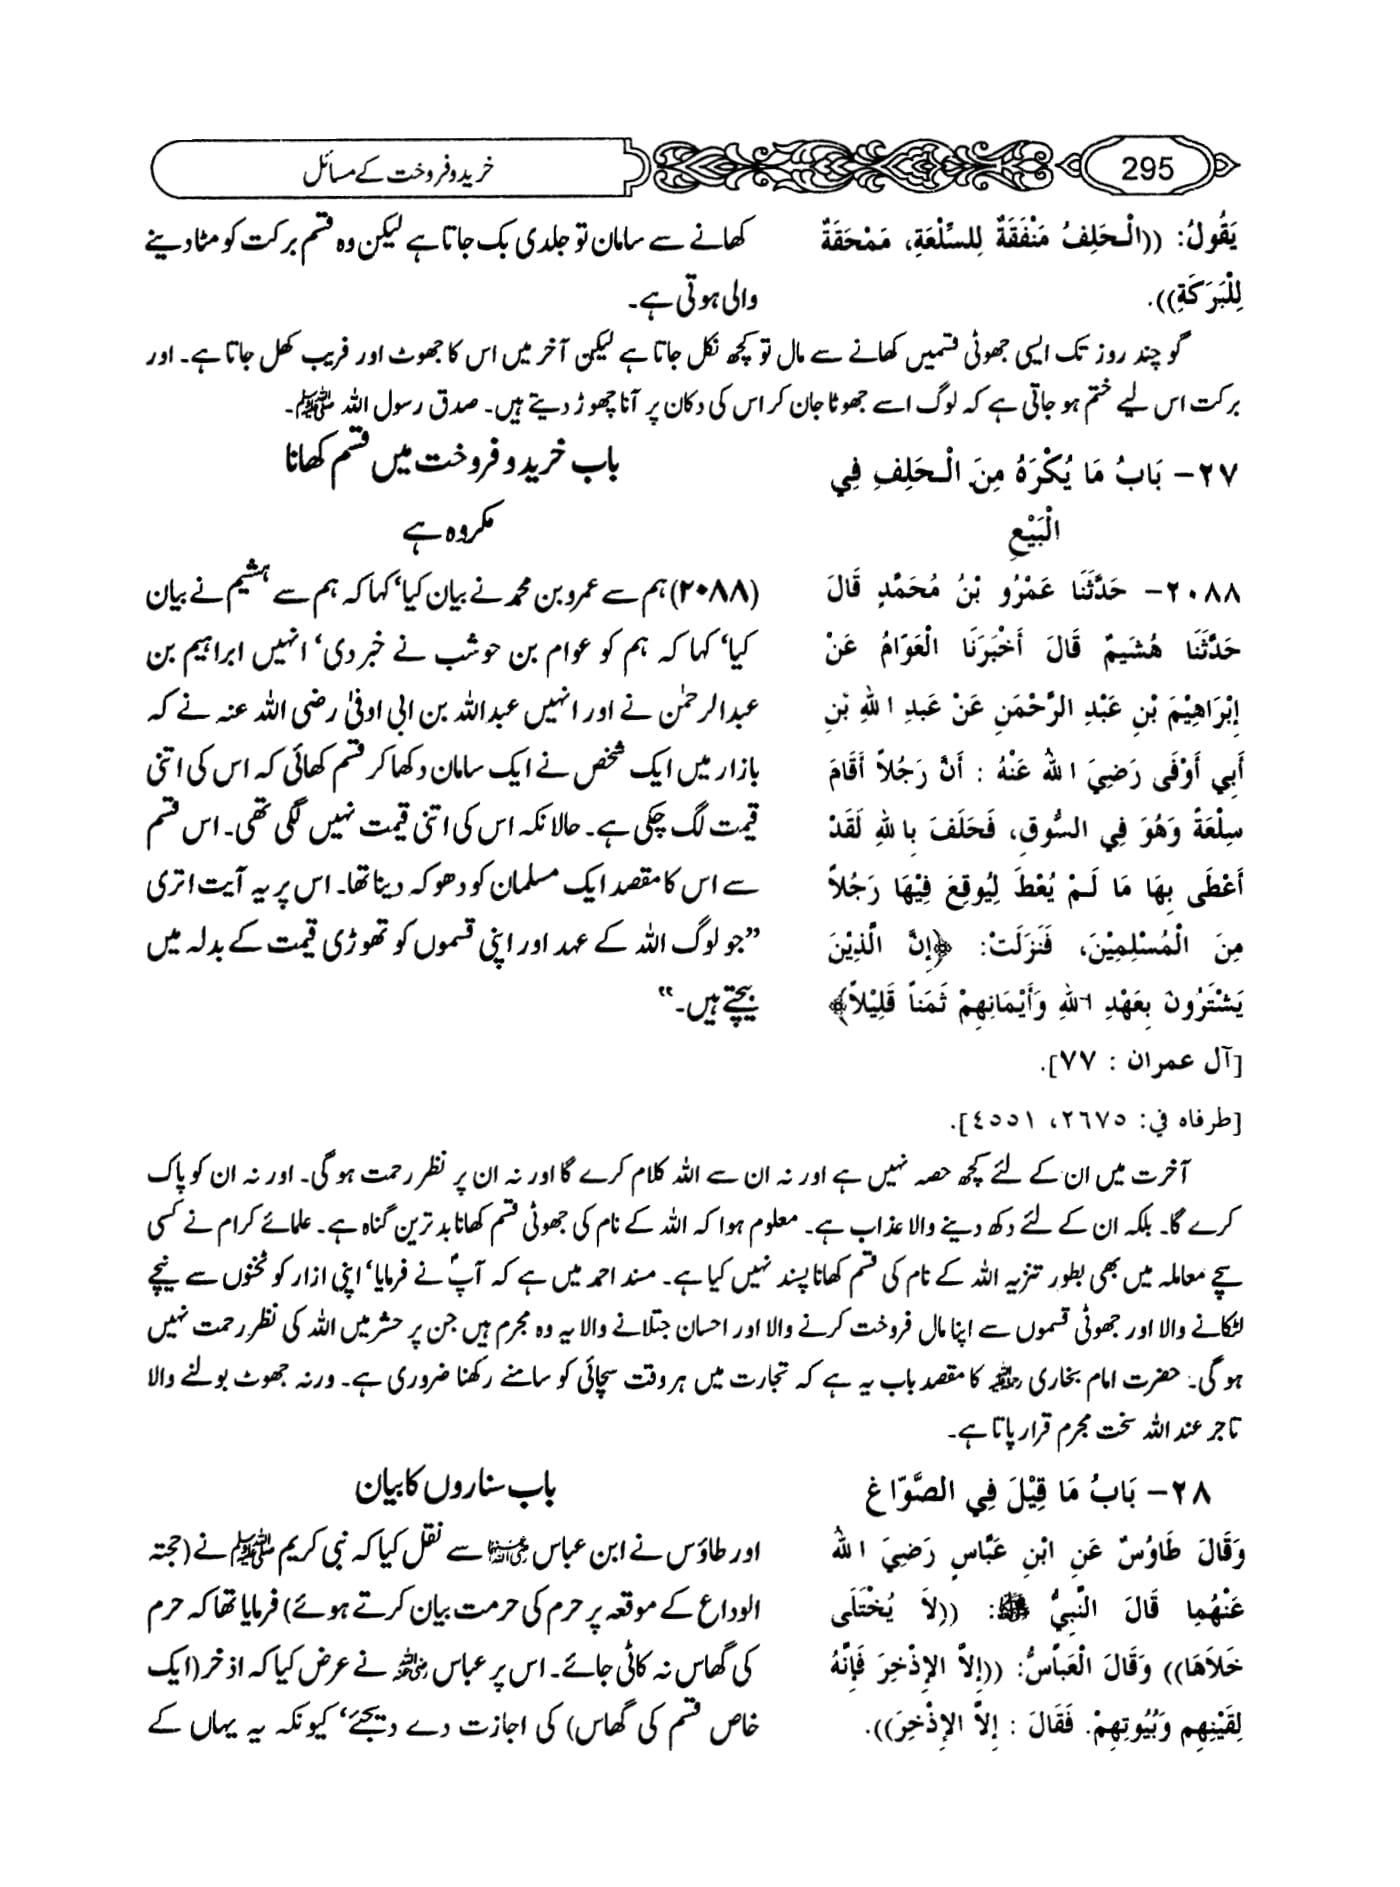 295
خرید و فروخت کے مسائل
يَقُولُ: ((الْـحَلِفُ مَنْفَقَةٌ لِلسِّلْعَةِ، مَمْحَقَةٌ
لِلْبَرَكَةِ)).
کھانے سے سامان تو جلدی بک جاتا ہے لیکن وہ قسم برکت کو مٹا دینے
والی ہوتی ہے۔
گو چند روز تک ایسی جھوٹی قسمیں کھانے سے مال تو کچھ نکل جاتا ہے لیکن آخر میں اس کا جھوٹ اور فریب کھل جاتا ہے۔ اور
برکت اس لیے ختم ہو جاتی ہے کہ لوگ اسے جھوٹا جان کر اس کی دکان پر آنا چھوڑ دیتے ہیں۔ صدق رسول اللہ ﷺ۔
٢٧- بَابُ مَا يُكْرَهُ مِنَ الْـحَلِفِ فِي
الْبَيْعِ
باب خرید و فروخت میں قسم کھانا
مکروہ ہے
٢٠٨٨- حَدَّثَنَا عَمْرُو بْنُ مُحَمَّدٍ قَالَ
حَدَّثَنَا هُشَيمٌ قَالَ أَخْبَرَنَا الْعَوّامُ عَنْ
إِبْرَاهِيْمَ بْنِ عَبْدِ الرَّحْمَنِ عَنْ عَبدِ اللهِ بْنِ
أَبِي أَوْفَى رَضِيَ اللهُ عَنْهُ : أَنَّ رَجُلاً أَقَامَ
سِلْعَةً وَهُوَ فِي السُّوقِ، فَحَلَفَ بِاللهِ لَقَدْ
أَعْطَى بِهَا مَا لَـمْ يُعْطَ لِيُوقِعَ فِيْهَا رَجُلاً
مِنَ الْمُسْلِمِيْنَ، فَنَزَلَتْ: ﴿إِنَّ الَّذِيْنَ
يَشْتَرُونَ بِعَهْدِ اللهِ وَأَيْمَانِهِمْ ثَمَناً قَلِيْلاً﴾
[آل عمران : ٧٧].
[طرفاه في: ٢٦٧٥، ٤٥٥١].
(۲۰۸۸) ہم سے عمرو بن محمد نے بیان کیا‘ کہا کہ ہم سے ہشیم نے بیان
کیا‘ کہا کہ ہم کو عوام بن حوشب نے خبر دی‘ انہیں ابراہیم بن
عبدالرحمٰن نے اور انہیں عبداللہ بن ابی اوفیٰ رضی اللہ عنہ نے کہ
بازار میں ایک شخص نے ایک سامان دکھا کر قسم کھائی کہ اس کی اتنی
قیمت لگ چکی ہے۔ حالانکہ اس کی اتنی قیمت نہیں لگی تھی۔ اس قسم
سے اس کا مقصد ایک مسلمان کو دھوکہ دینا تھا۔ اس پر یہ آیت اتری
”جو لوگ اللہ کے عہد اور اپنی قسموں کو تھوڑی قیمت کے بدلہ میں
بیچتے ہیں۔“
آخرت میں ان کے لئے کچھ حصہ نہیں ہے اور نہ ان سے اللہ کلام کرے گا اور نہ ان پر نظر رحمت ہو گی۔ اور نہ ان کو پاک
کرے گا۔ بلکہ ان کے لئے دکھ دینے والا عذاب ہے۔ معلوم ہوا کہ اللہ کے نام کی جھوٹی قسم کھانا بدترین گناہ ہے۔ علمائے کرام نے کسی
سچے معاملہ میں بھی بطور تنزیہ اللہ کے نام کی قسم کھانا پسند نہیں کیا ہے۔ مسند احمد میں ہے کہ آپؐ نے فرمایا‘ اپنی ازار کو ٹخنوں سے نیچے
لٹکانے والا اور جھوٹی قسموں سے اپنا مال فروخت کرنے والا اور احسان جتلانے والا یہ وہ مجرم ہیں جن پر حشر میں اللہ کی نظر رحمت نہیں
ہو گی۔ حضرت امام بخاری رحمہ اللہ کا مقصد باب یہ ہے کہ تجارت میں ہر وقت سچائی کو سامنے رکھنا ضروری ہے۔ ورنہ جھوٹ بولنے والا
تاجر عند اللہ سخت مجرم قرار پاتا ہے۔
٢٨- بَابُ مَا قِيْلَ فِي الصَّوّاغِ
باب سناروں کا بیان
وَقَالَ طَاوُسٌ عَنِ ابْنِ عَبَّاسٍ رَضِيَ اللهُ
عَنْهُمَا قَالَ النَّبِيُّ ﷺ: ((لاَ يُخْتَلَى
خَلاَهَا)) وَقَالَ الْعَبَّاسُّ: ((إِلاَّ الإِذْخِرَ فَإِنَّهُ
لِقَيْنِهِم وَبُيُوتِهِمْ. فَقَالَ : إِلاَّ الإِذْخِرَ)).
اور طاؤس نے ابن عباس رضی اللہ عنہما سے نقل کیا کہ نبی کریم ﷺ نے (حجتہ
الوداع کے موقعہ پر حرم کی حرمت بیان کرتے ہوئے) فرمایا تھا کہ حرم
کی گھاس نہ کاٹی جائے۔ اس پر عباس رضی اللہ عنہ نے عرض کیا کہ اذخر (ایک
خاص قسم کی گھاس) کی اجازت دے دیجئے‘ کیونکہ یہ یہاں کے